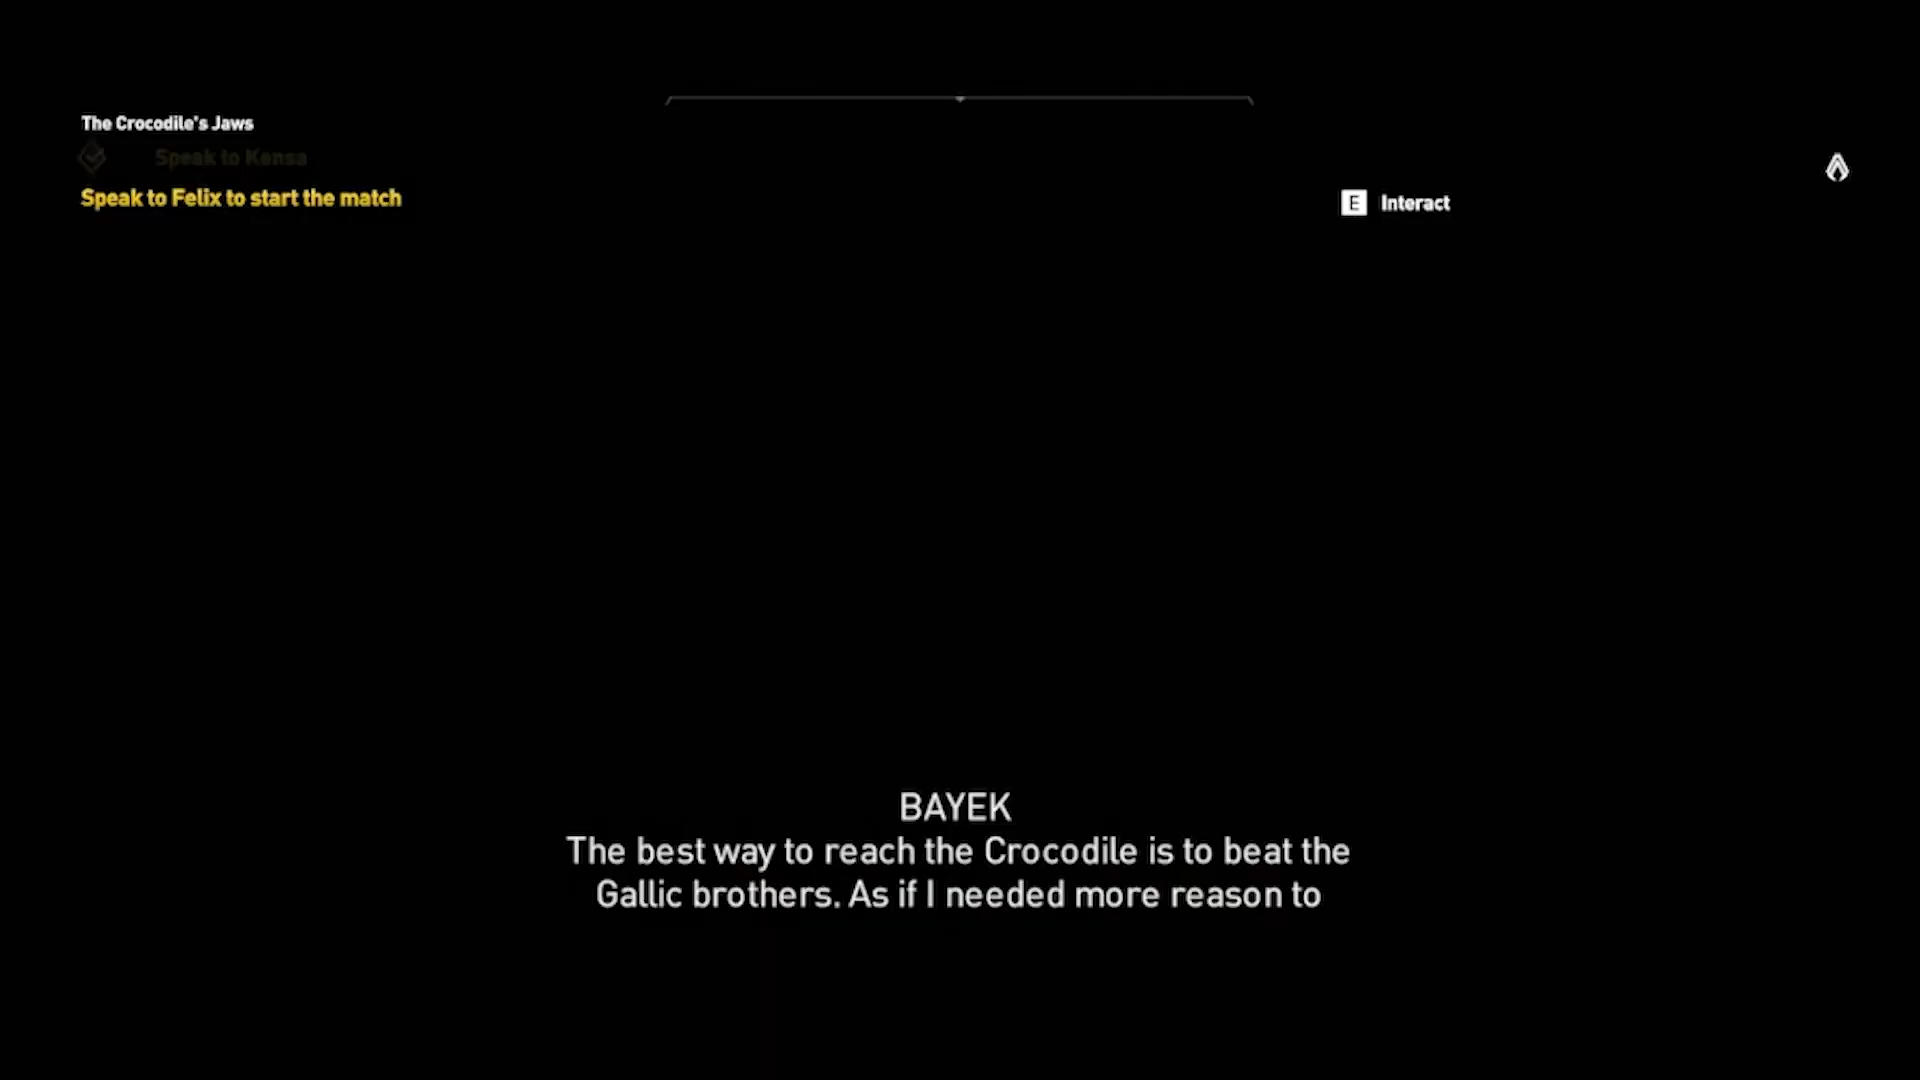 The Crocodile's Jaws
Speak to Kensa
Speak to Felix to start the match
E Interact
BAYEK
The best way to reach the Crocodile is to beat the
Gallic brothers. As if I needed more reason to